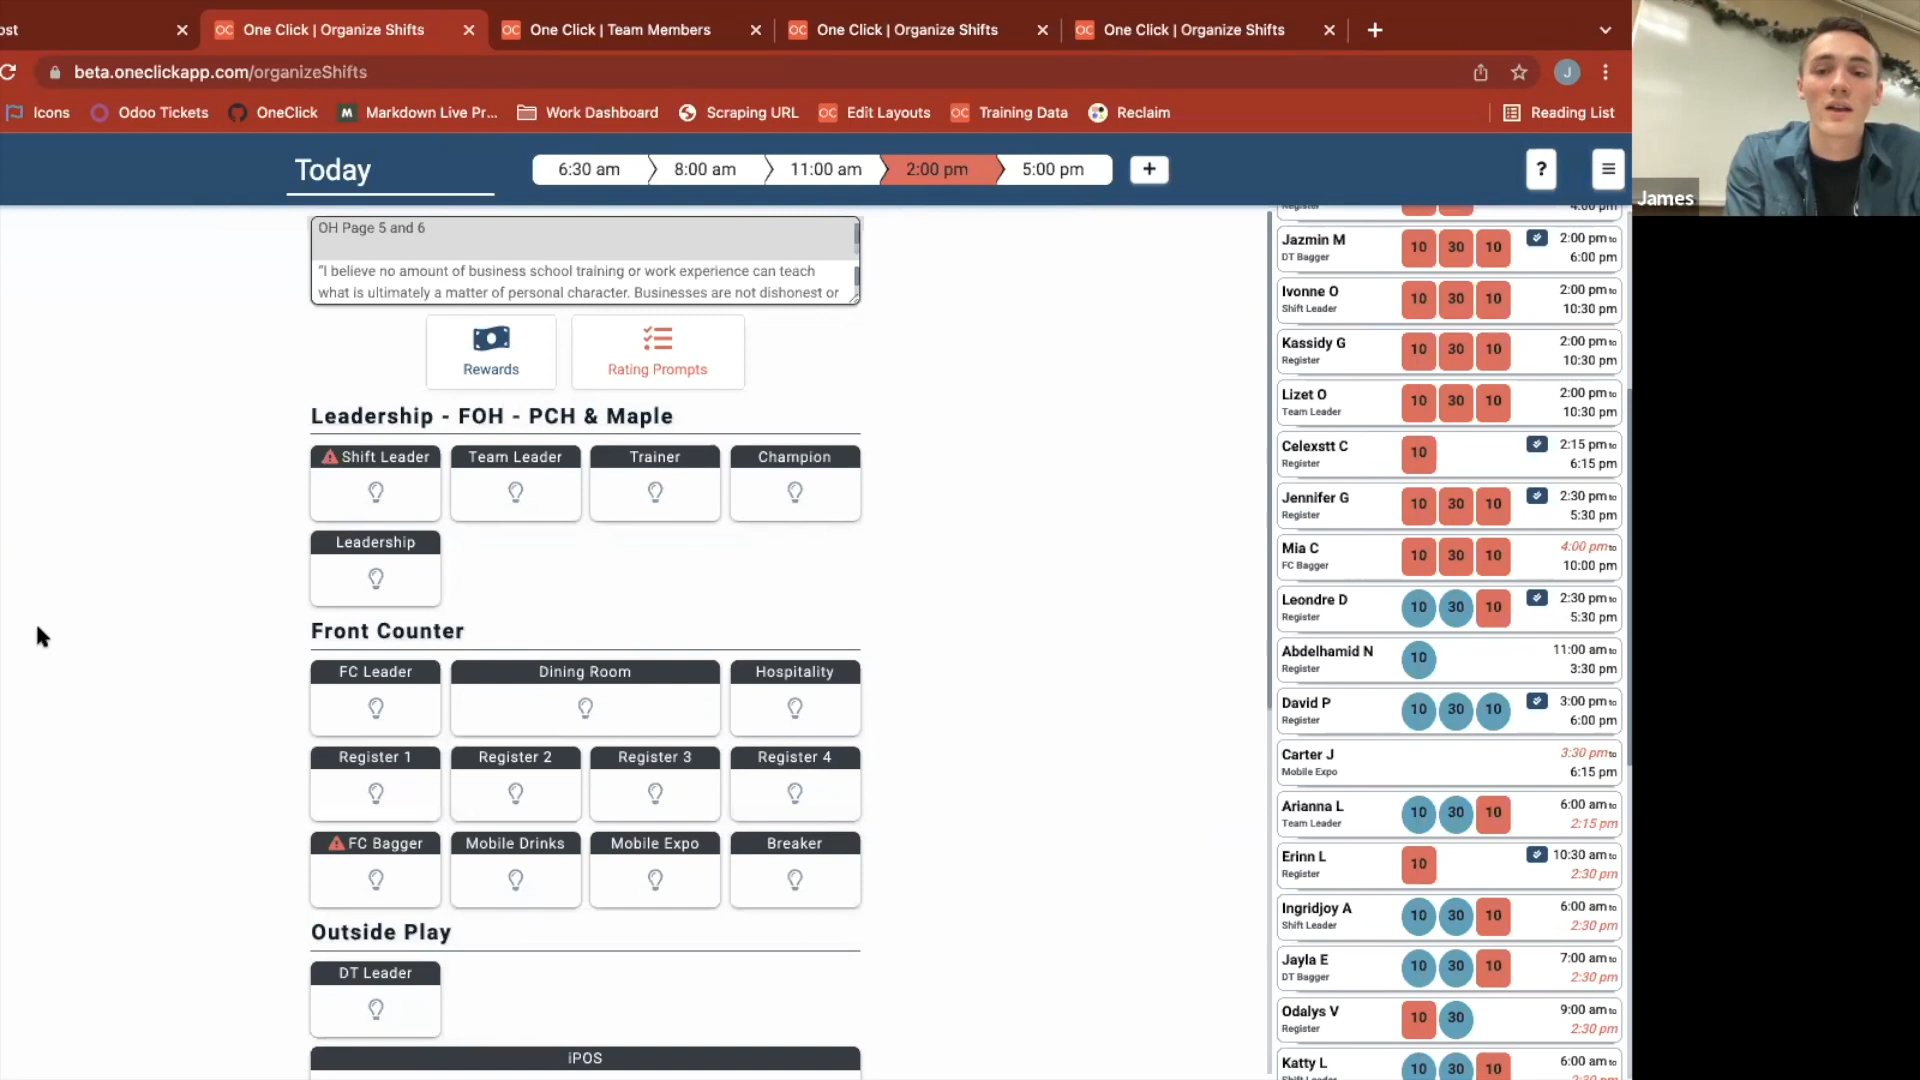 ost
One Click | Organize Shifts
One Click | Team Members
One Click | Organize Shifts
One Click | Organize Shifts
beta.oneclickapp.com/organizeShifts
J
Icons
Odoo Tickets
OneClick
M Markdown Live Pr...
Work Dashboard
Scraping URL
OC Edit Layouts
OC Training Data
Reclaim
Reading List
James
Today
6:30 am
8:00 am
11:00 am
2:00 pm
5:00 pm
+
?
OH Page 5 and 6
"I believe no amount of business school training or work experience can teach
what is ultimately a matter of personal character. Businesses are not dishonest or
Rewards
Rating Prompts
Leadership - FOH - PCH & Maple
Shift Leader
Team Leader
Trainer
Champion
Leadership
Front Counter
FC Leader
Dining Room
Hospitality
Register 1
Register 2
Register 3
Register 4
FC Bagger
Mobile Drinks
Mobile Expo
Breaker
Outside Play
DT Leader
iPOS
Register
4:00 pm
Jazmin M 10 30 10 2:00 pm to
DT Bagger 6:00 pm
Ivonne O 10 30 10 2:00 pm to
Shift Leader 10:30 pm
Kassidy G 10 30 10 2:00 pm to
Register 10:30 pm
Lizet O 10 30 10 2:00 pm to
Team Leader 10:30 pm
Celexstt C 10 2:15 pm to
Register 6:15 pm
Jennifer G 10 30 10 2:30 pm to
Register 5:30 pm
Mia C 10 30 10 4:00 pm to
FC Bagger 10:00 pm
Leondre D 10 30 10 2:30 pm to
Register 5:30 pm
Abdelhamid N 10 11:00 am to
Register 3:30 pm
David P 10 30 10 3:00 pm to
Register 6:00 pm
Carter J 3:30 pm to
Mobile Expo 6:15 pm
Arianna L 10 30 10 6:00 am to
Team Leader 2:15 pm
Erinn L 10 10:30 am to
Register 2:30 pm
Ingridjoy A 10 30 10 6:00 am to
Shift Leader 2:30 pm
Jayla E 10 30 10 7:00 am to
DT Bagger 2:30 pm
Odalys V 10 30 9:00 am to
Register 2:30 pm
Katty L 10 30 10 6:00 am to
Shift Leader 2:30 pm